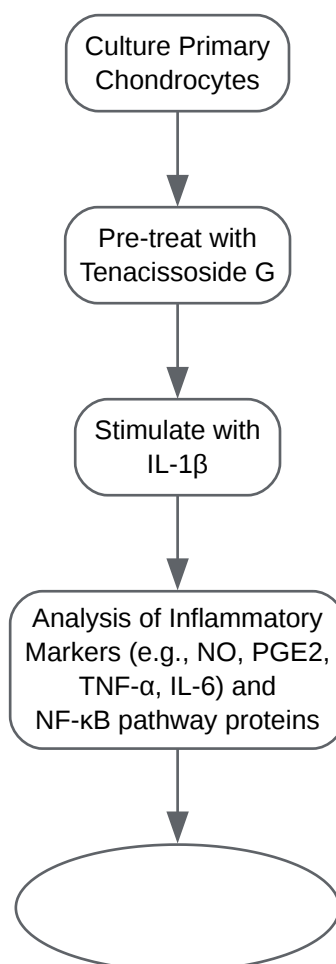 Culture Primary
Chondrocytes
Pre-treat with
Tenacissoside G
Stimulate with
IL-1β
Analysis of Inflammatory
Markers (e.g., NO, PGE2,
TNF-α, IL-6) and
NF-κB pathway proteins